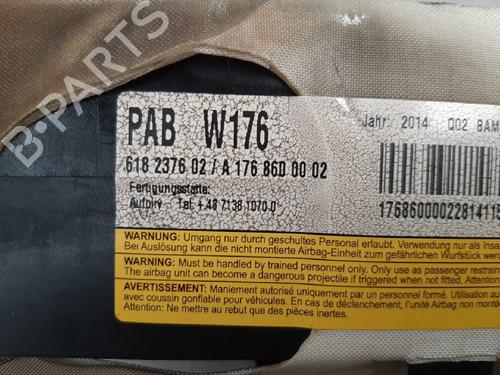 B-PARTS
PAB W176
Jahr: 2014 Q02 BAM
618 2376 02 / A 176 860 00 02
Fertigungsstätte:
Autoliv - Tel. +48 7138 1070 0
1768600002281411
WARNUNG: Umgang nur durch geschultes Personal erlaubt. Verwendung nur als
Bei Auslösung kann die nicht montierte Airbag-Einheit zum gefährlichen Wurfstück werden.
WARNING: Must be handled by trained personnel only. Only use as passenger
The airbag unit can become a dangerous projectile if triggered when not fitted.
AVERTISSEMENT: Maniement autorisé uniquement par un personnel formé. Utilisation
avec coussin gonflable pour véhicules. En cas de déclenchement, l'unité Airbag
Attention: Ne mettre au rebut que des pièces inertes! Attention